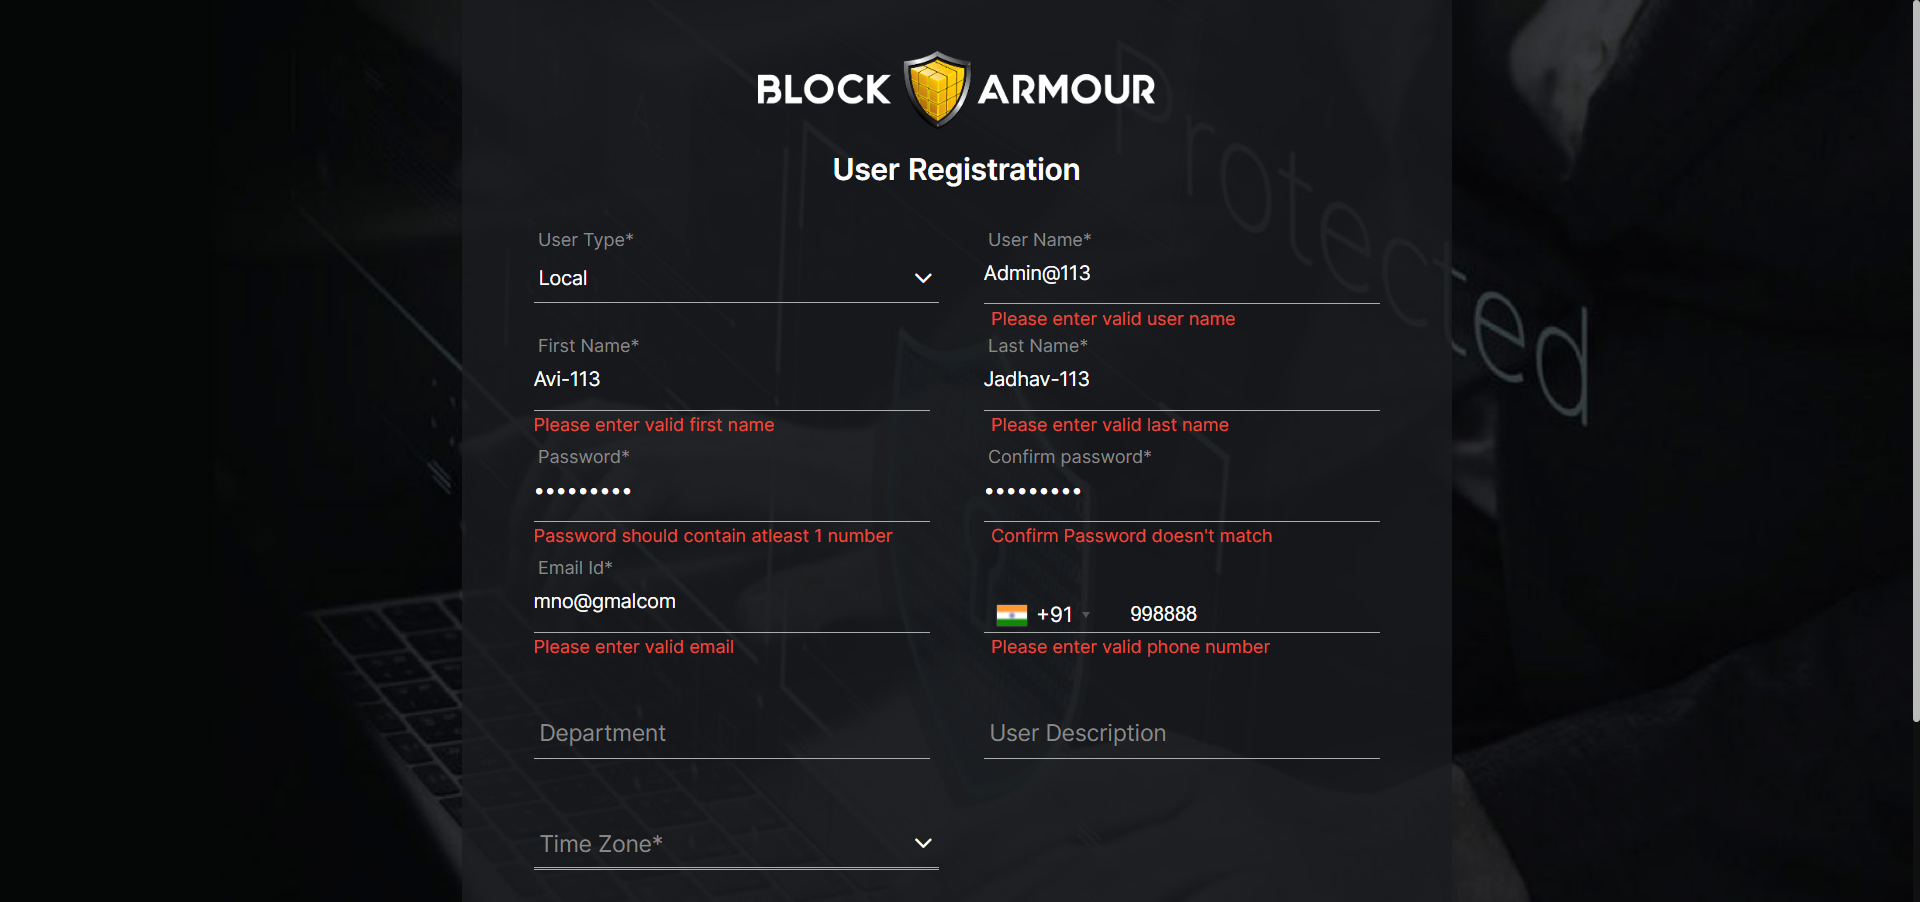 BLOCK ARMOUR
User Registration
User Type*
Local
User Name*
Admin@113
Please enter valid user name
First Name*
Avi-113
Please enter valid first name
Last Name*
Jadhav-113
Please enter valid last name
Password*
•••••••••
Password should contain atleast 1 number
Confirm password*
•••••••••
Confirm Password doesn't match
Email Id*
mno@gmalcom
Please enter valid email
+91 998888
Please enter valid phone number
Department
User Description
Time Zone*
Protected